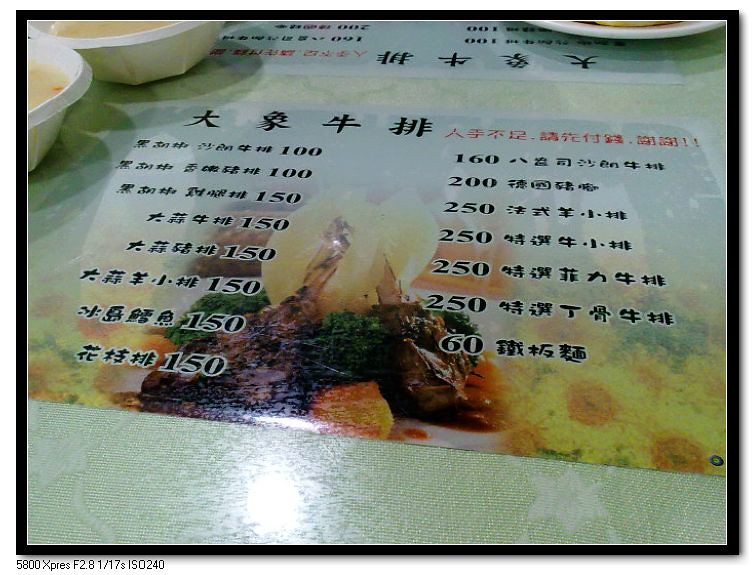 大象牛排 人手不足.請先付錢.謝謝!!
黑胡椒 沙朗牛排 100
黑胡椒 香嫩豬排 100
黑胡椒 雞腿排 150
大蒜牛排 150
大蒜豬排 150
大蒜羊小排 150
沙島鱈魚 150
花枝排 150
160 八盎司沙朗牛排
200 德國豬腳
250 法式羊小排
250 特選牛小排
250 特選菲力牛排
250 特選丁骨牛排
60 鐵板麵
5800 Xpres F2.8 1/17s ISO240